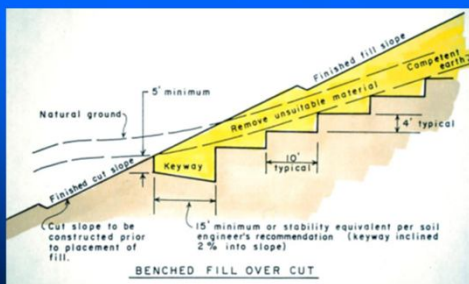 Finished fill slope
Competent
earth
Remove unsuitable material
5' minimum
Natural ground
4' typical
Keyway
10'
typical
Finished cut slope
Cut slope to be
constructed prior
to placement of
fill.
15' minimum or stability equivalent per soil
engineer's recommendation (keyway inclined
2% into slope)
BENCHED FILL OVER CUT